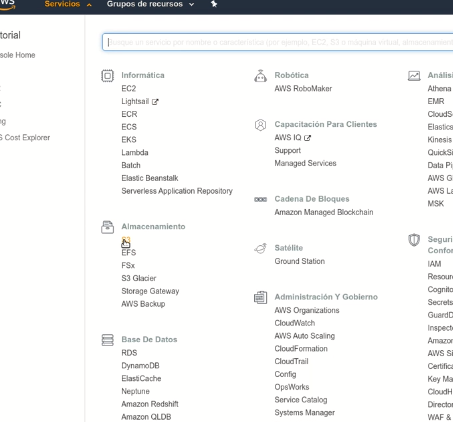 Servicios
Grupos de recursos
torial
sole Home
S Cost Explorer
Busque un servicio por nombre o característica (por ejemplo, EC2, S3 o máquina virtual, almacenamiento
Informática
EC2
Lightsail
ECR
ECS
EKS
Lambda
Batch
Elastic Beanstalk
Serverless Application Repository
Almacenamiento
S3
EFS
FSx
S3 Glacier
Storage Gateway
AWS Backup
Base De Datos
RDS
DynamoDB
ElastiCache
Neptune
Amazon Redshift
Amazon QLDB
Robótica
AWS RoboMaker
Capacitación Para Clientes
AWS IQ
Support
Managed Services
Cadena De Bloques
Amazon Managed Blockchain
Satélite
Ground Station
Administración Y Gobierno
AWS Organizations
CloudWatch
AWS Auto Scaling
CloudFormation
CloudTrail
Config
OpsWorks
Service Catalog
Systems Manager
Anális
Athena
EMR
CloudS
Elastics
Kinesis
QuickSi
Data Pi
AWS G
AWS La
MSK
Seguri
Confor
IAM
Resour
Cognito
Secrets
GuardD
Inspect
Amazon
AWS Si
Certifica
Key Ma
CloudH
Director
WAF &